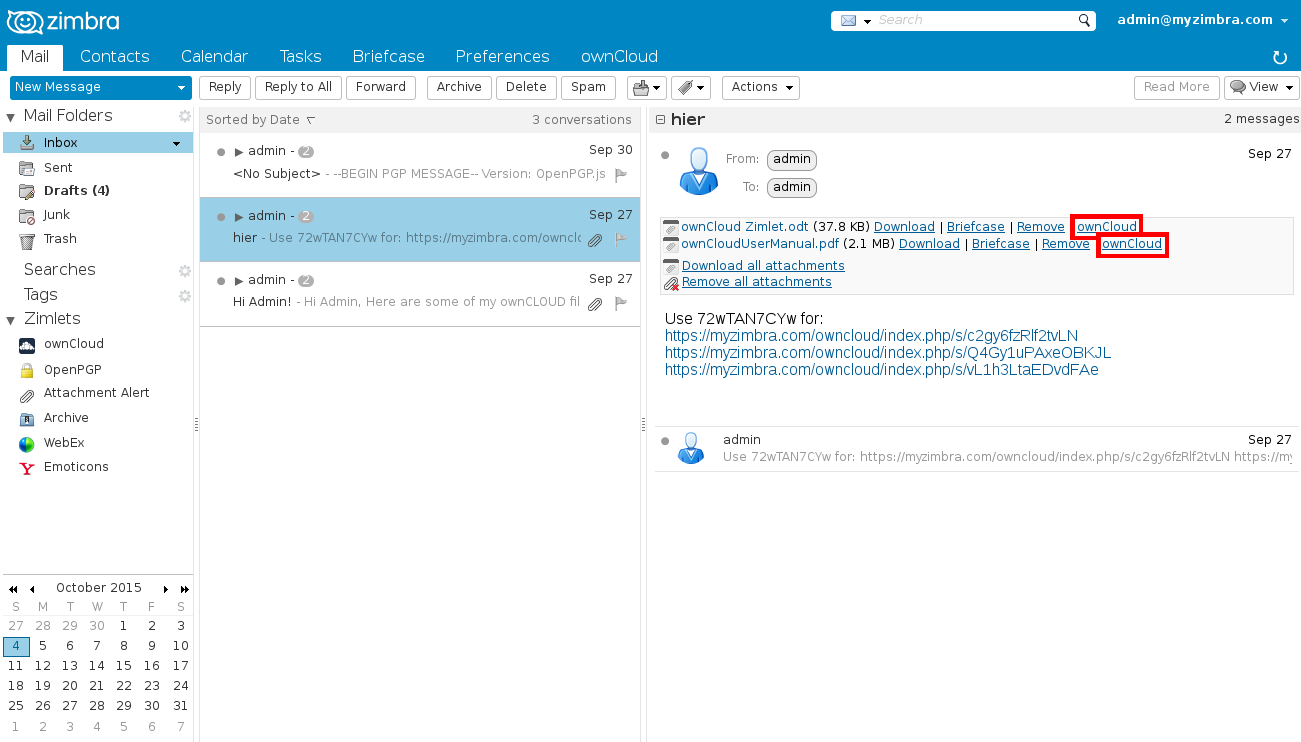 zimbra
Search
admin@myzimbra.com
Mail Contacts Calendar Tasks Briefcase Preferences ownCloud
New Message Reply Reply to All Forward Archive Delete Spam Actions Read More View
Mail Folders
Inbox
Sent
Drafts (4)
Junk
Trash
Searches
Tags
Zimlets
ownCloud
OpenPGP
Attachment Alert
Archive
WebEx
Emoticons
October 2015
S M T W T F S
27 28 29 30 1 2 3
4 5 6 7 8 9 10
11 12 13 14 15 16 17
18 19 20 21 22 23 24
25 26 27 28 29 30 31
1 2 3 4 5 6 7
Sorted by Date 3 conversations
admin - 2 Sep 30
<No Subject> - --BEGIN PGP MESSAGE-- Version: OpenPGP.js
admin - 2 Sep 27
hier - Use 72wTAN7CYw for: https://myzimbra.com/ownclo
admin - 2 Sep 27
Hi Admin! - Hi Admin, Here are some of my ownCLOUD fil
hier 2 messages
From: admin Sep 27
To: admin
ownCloud Zimlet.odt (37.8 KB) Download | Briefcase | Remove ownCloud
ownCloudUserManual.pdf (2.1 MB) Download | Briefcase | Remove ownCloud
Download all attachments
Remove all attachments
Use 72wTAN7CYw for:
https://myzimbra.com/owncloud/index.php/s/c2gy6fzRlf2tvLN
https://myzimbra.com/owncloud/index.php/s/Q4Gy1uPAxeOBKJL
https://myzimbra.com/owncloud/index.php/s/vL1h3LtaEDvdFAe
admin Sep 27
Use 72wTAN7CYw for: https://myzimbra.com/owncloud/index.php/s/c2gy6fzRlf2tvLN https://my